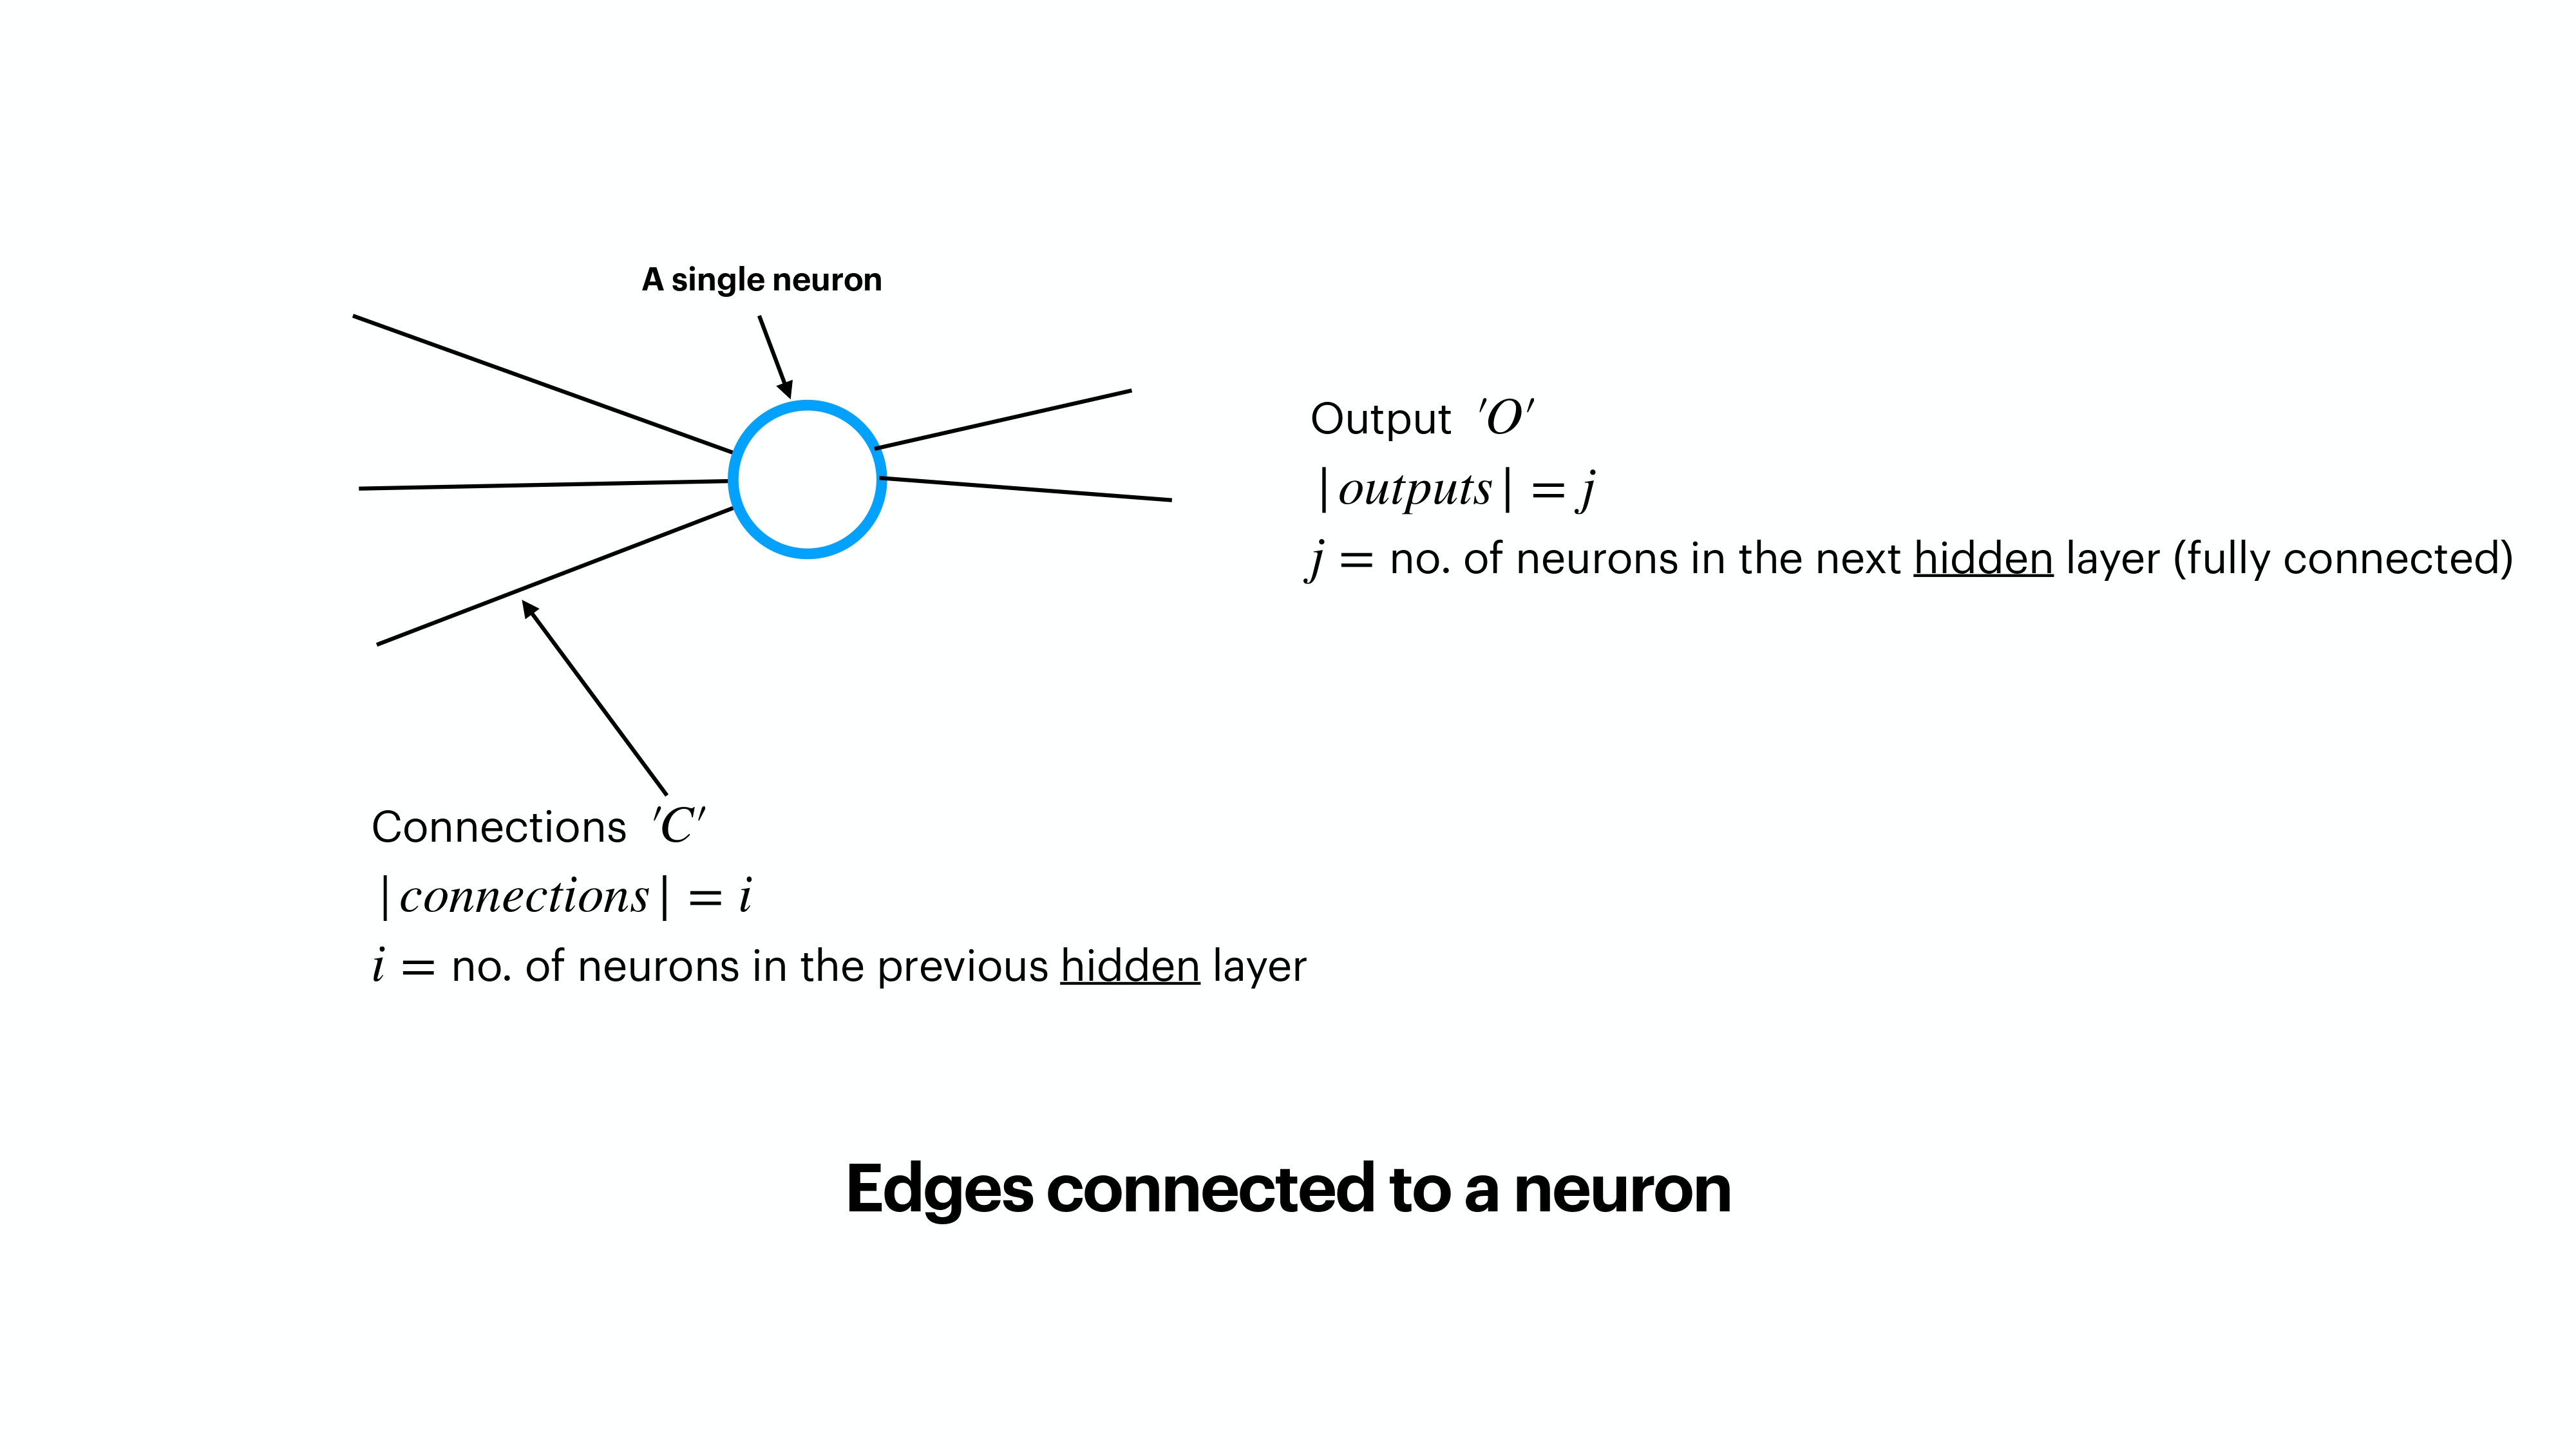 A single neuron
Output 'O'
|outputs| = j
j = no. of neurons in the next hidden layer (fully connected)
Connections 'C'
|connections| = i
i = no. of neurons in the previous hidden layer
Edges connected to a neuron